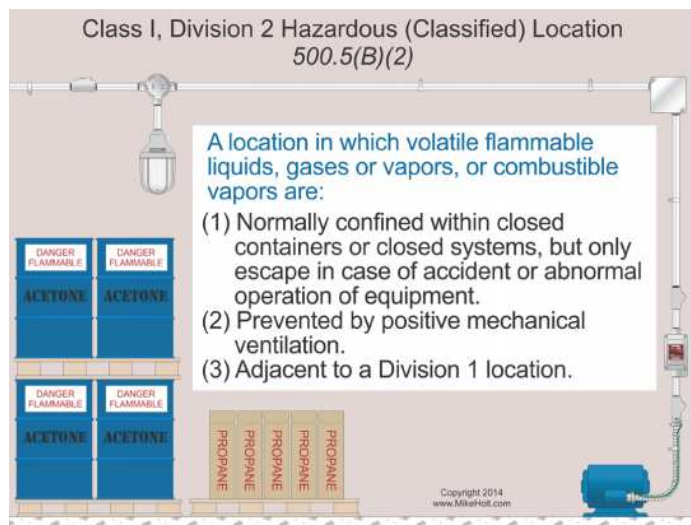 Class I, Division 2 Hazardous (Classified) Location
500.5(B)(2)
A location in which volatile flammable
liquids, gases or vapors, or combustible
vapors are:
(1) Normally confined within closed
containers or closed systems, but only
escape in case of accident or abnormal
operation of equipment.
(2) Prevented by positive mechanical
ventilation.
(3) Adjacent to a Division 1 location.
DANGER
FLAMMABLE
DANGER
FLAMMABLE
ACETONE
ACETONE
DANGER
FLAMMABLE
DANGER
FLAMMABLE
ACETONE
ACETONE
PROPANE
PROPANE
PROPANE
PROPANE
PROPANE
Copyright 2014
www.MikeHolt.com